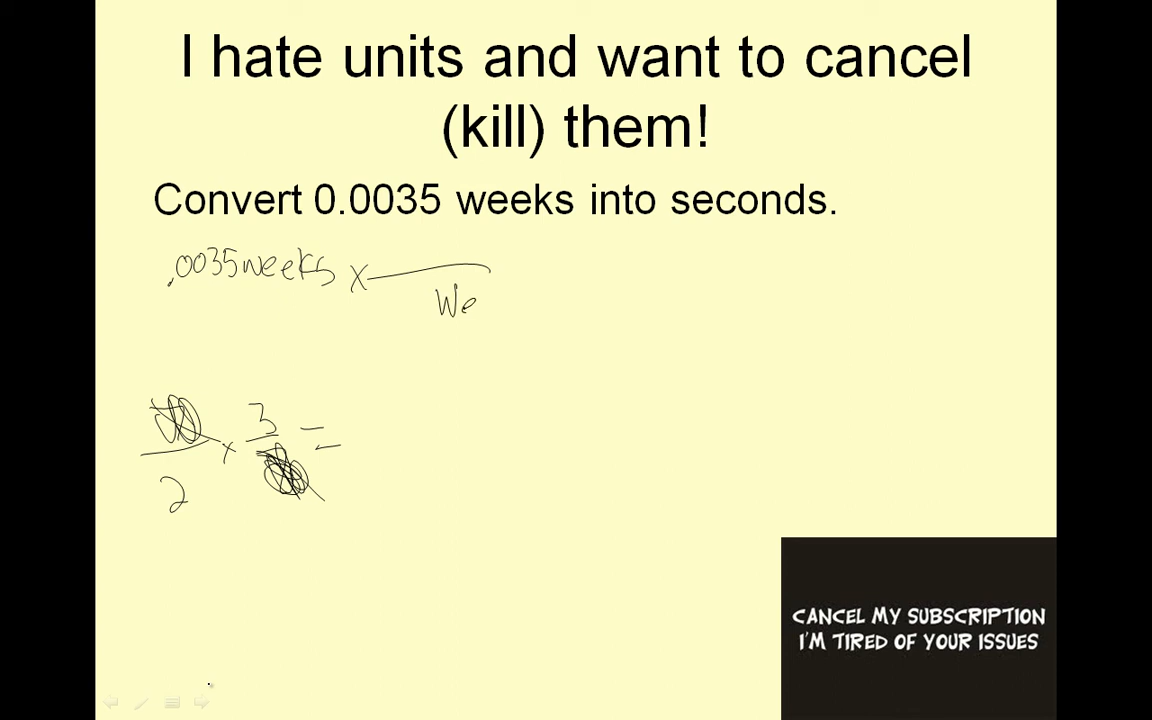 I hate units and want to cancel
(kill) them!
Convert 0.0035 weeks into seconds.
.0035weeks x
We
x 3 =
2
CANCEL MY SUBSCRIPTION
I'M TIRED OF YOUR ISSUES